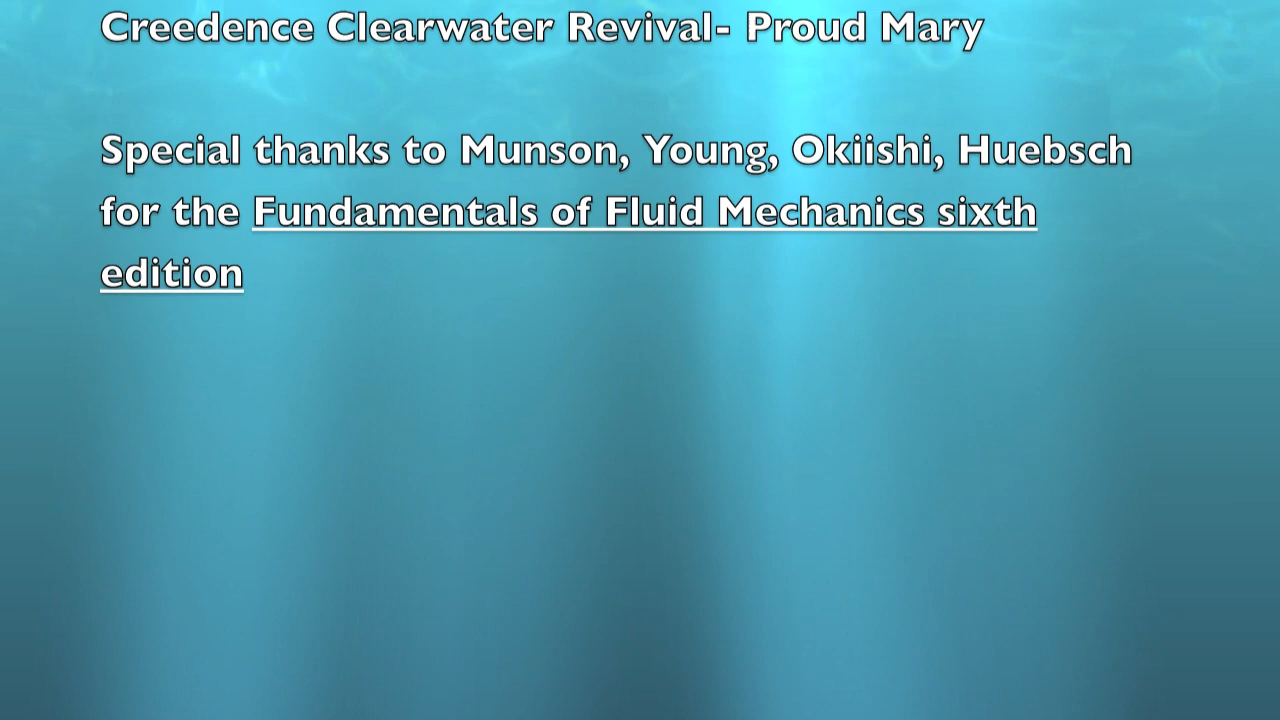 Creedence Clearwater Revival- Proud Mary
Special thanks to Munson, Young, Okiishi, Huebsch
for the Fundamentals of Fluid Mechanics sixth
edition